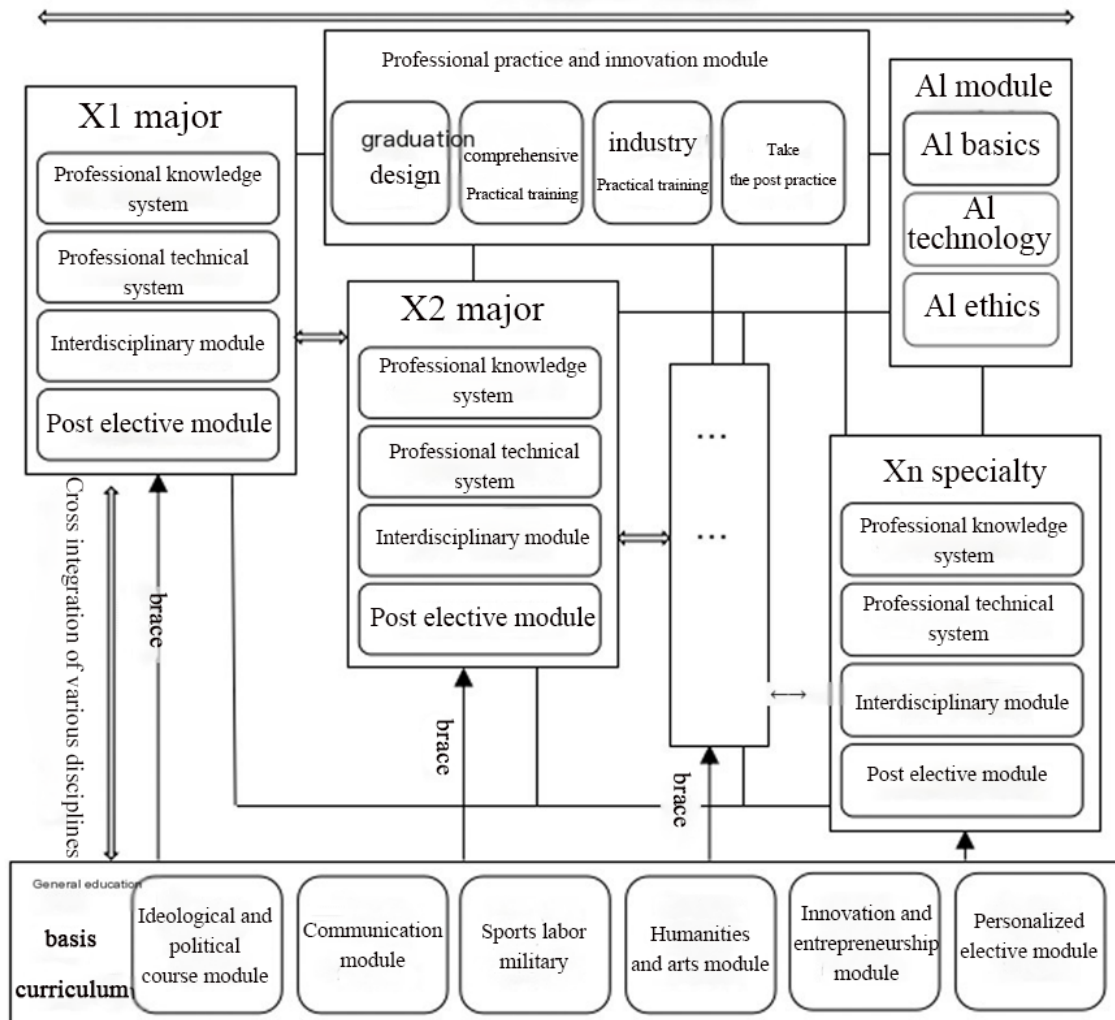 Professional practice and innovation module
graduation
design
comprehensive
Practical training
industry
Practical training
Take
the post practice
AI module
AI basics
AI
technology
AI ethics
X1 major
Professional knowledge
system
Professional technical
system
Interdisciplinary module
Post elective module
X2 major
Professional knowledge
system
Professional technical
system
Interdisciplinary module
Post elective module
...
...
Xn specialty
Professional knowledge
system
Professional technical
system
Interdisciplinary module
Post elective module
Cross integration of various disciplines
brace
brace
brace
General education
basis
curriculum
Ideological and
political
course module
Communication
module
Sports labor
military
Humanities
and arts module
Innovation and
entrepreneurship
module
Personalized
elective module